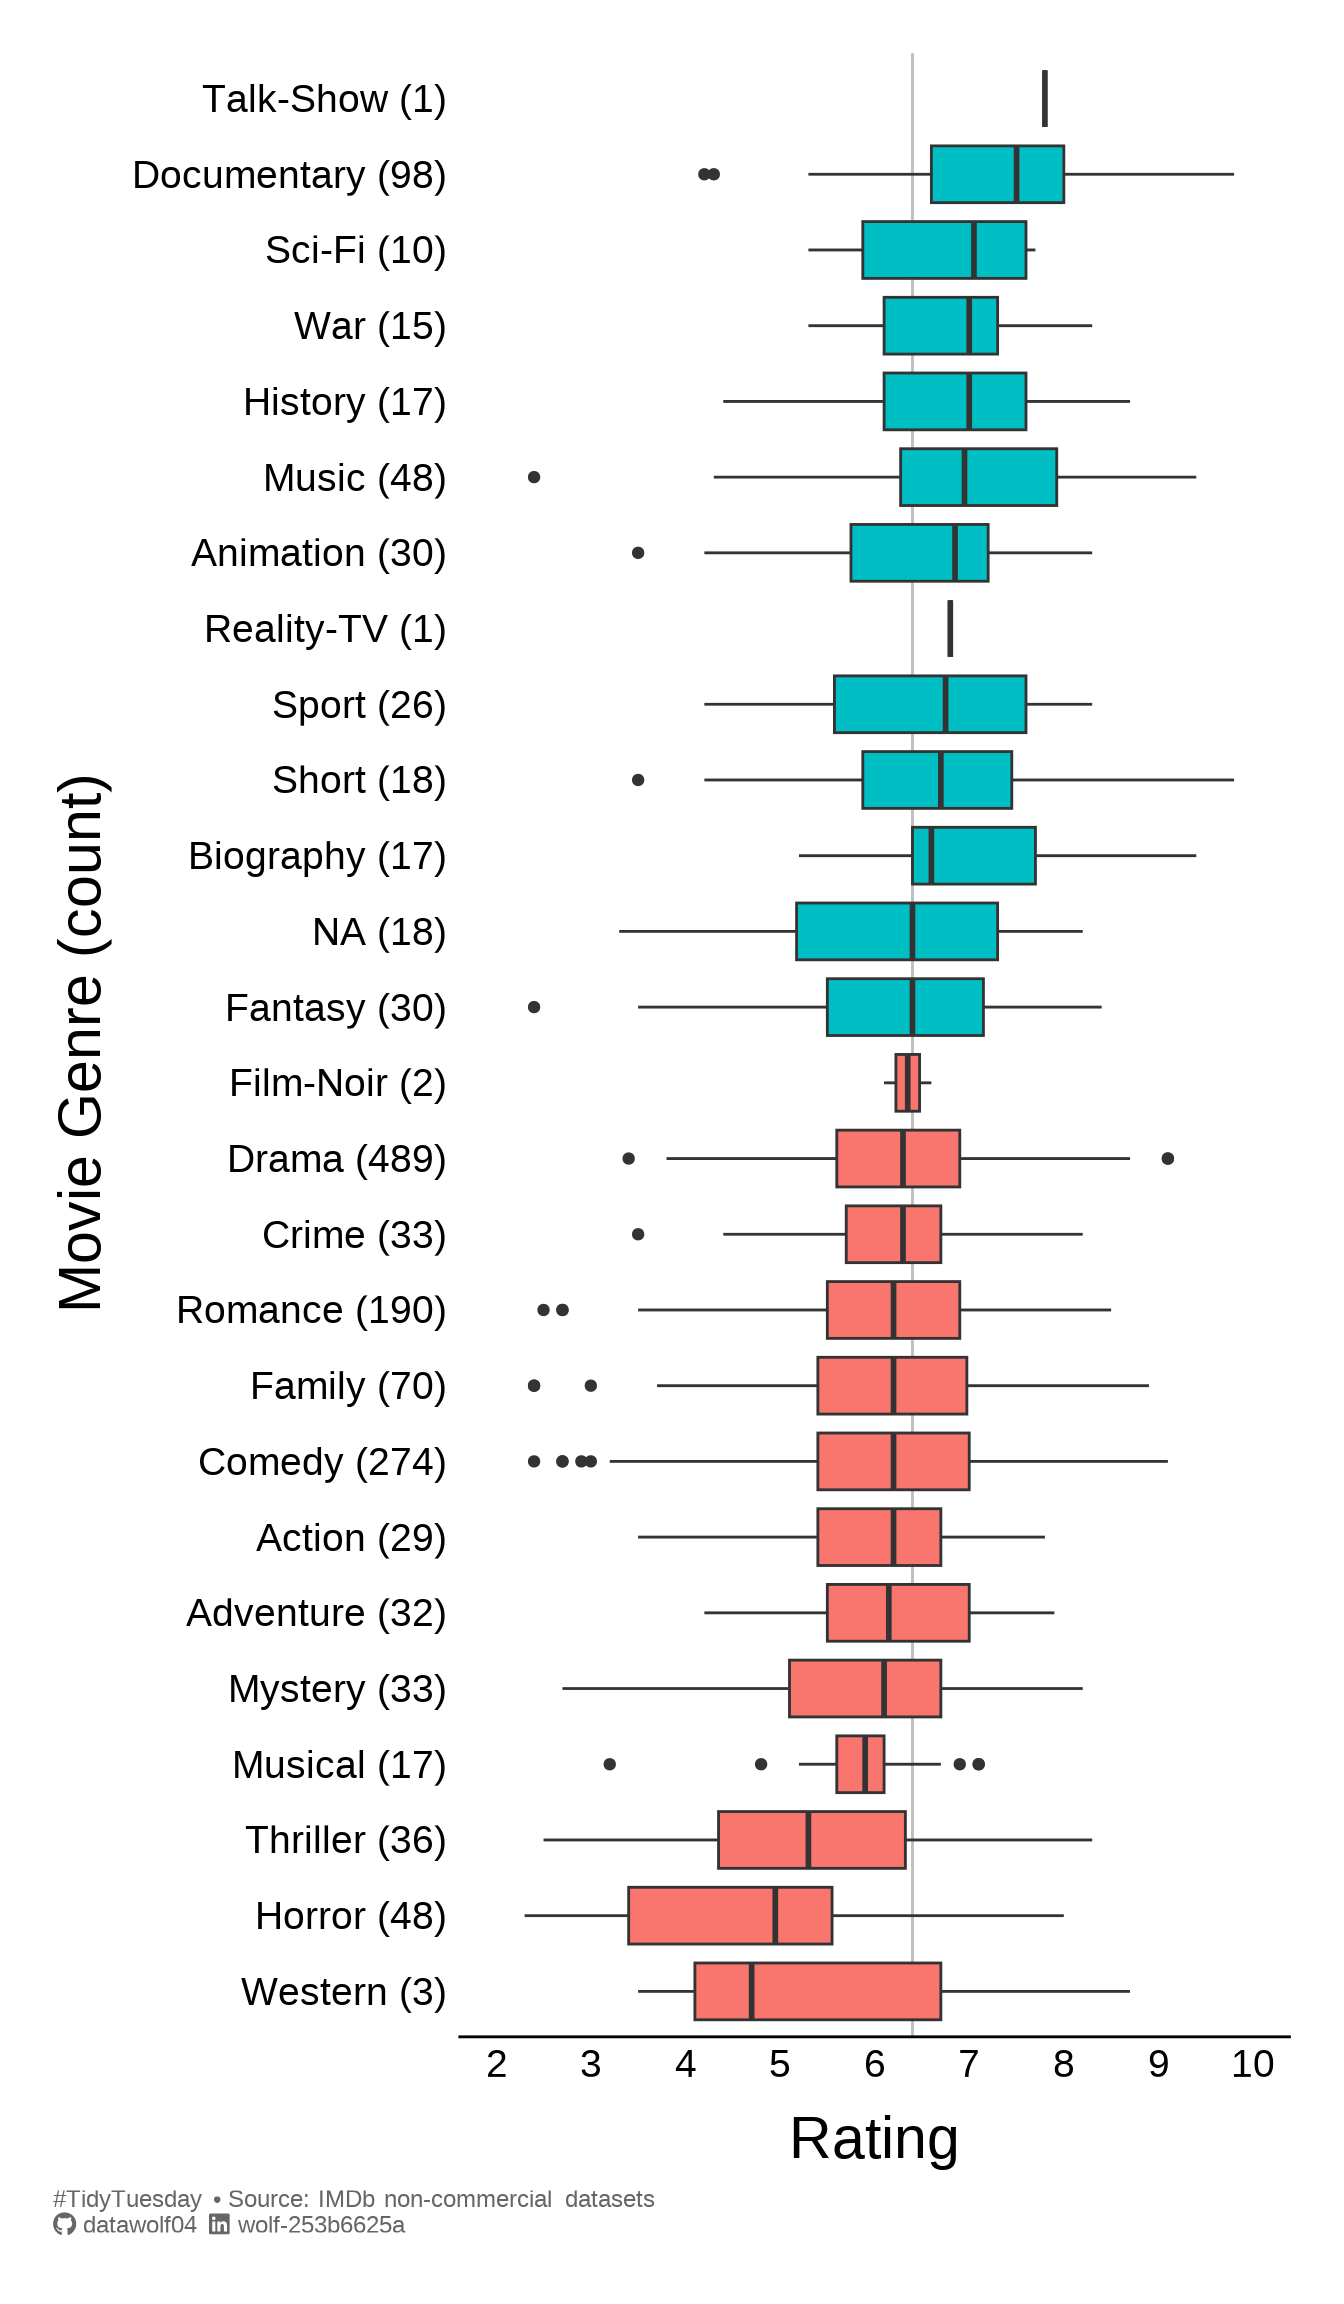 Talk-Show (1)
Documentary (98)
Sci-Fi (10)
War (15)
History (17)
Music (48)
Animation (30)
Reality-TV (1)
Sport (26)
Short (18)
Biography (17)
NA (18)
Fantasy (30)
Film-Noir (2)
Drama (489)
Crime (33)
Romance (190)
Family (70)
Comedy (274)
Action (29)
Adventure (32)
Mystery (33)
Musical (17)
Thriller (36)
Horror (48)
Western (3)
Movie Genre (count)
2 3 4 5 6 7 8 9 10
Rating
#TidyTuesday • Source: IMDb non-commercial datasets
datawolf04 wolf-253b6625a